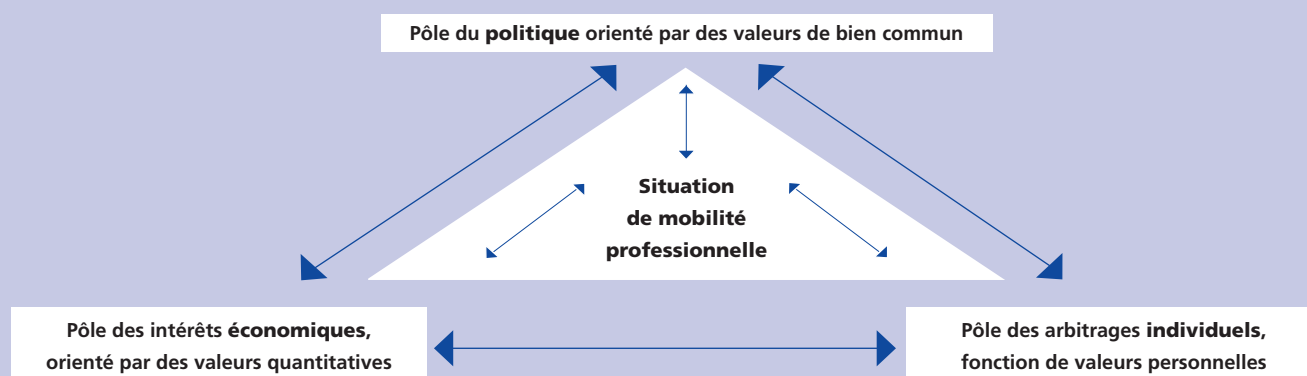 Pôle du politique orienté par des valeurs de bien commun
Situation
de mobilité
professionnelle
Pôle des intérêts économiques,
orienté par des valeurs quantitatives
Pôle des arbitrages individuels,
fonction de valeurs personnelles